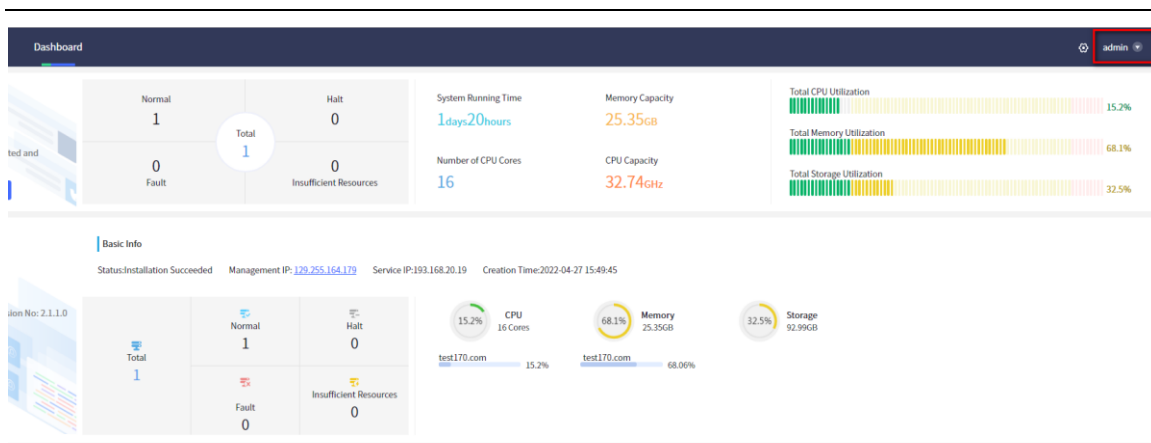 Dashboard
admin
Normal
1
Halt
0
Total
1
0
Fault
0
Insufficient Resources
System Running Time
1days20hours
Memory Capacity
25.35GB
Number of CPU Cores
16
CPU Capacity
32.74GHz
Total CPU Utilization
15.2%
Total Memory Utilization
68.1%
Total Storage Utilization
32.5%
ted and
Basic Info
Status:Installation Succeeded Management IP: 129.255.164.179 Service IP:193.168.20.19 Creation Time:2022-04-27 15:49:45
sion No: 2.1.1.0
Total
1
Normal
1
Halt
0
Fault
0
Insufficient Resources
0
15.2%
CPU
16 Cores
68.1%
Memory
25.35GB
32.5%
Storage
92.99GB
test170.com
15.2%
test170.com
68.06%